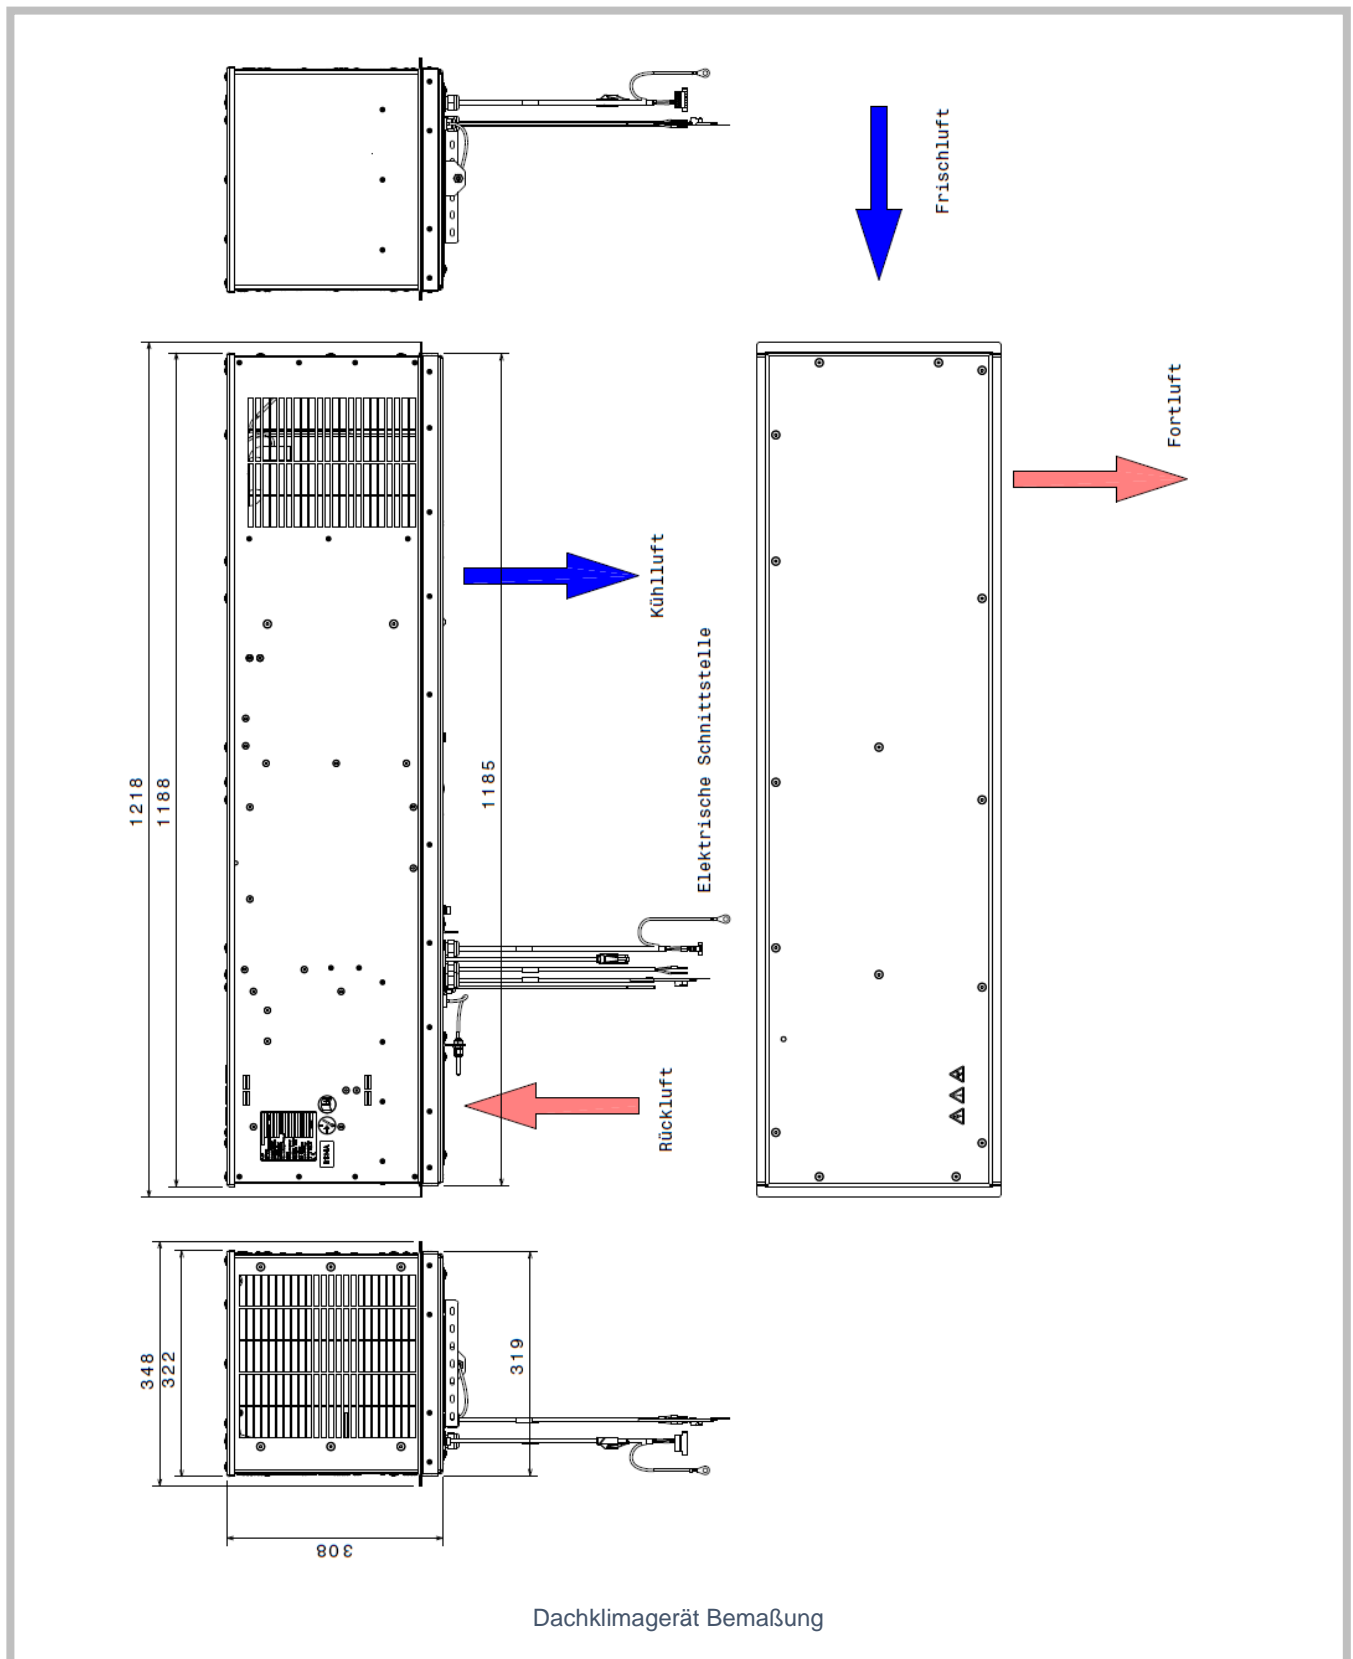 Frischluft
Fortluft
Kühlluft
Elektrische Schnittstelle
1218
1188
1185
Rückluft
348
322
319
308
Dachklimagerät Bemaßung